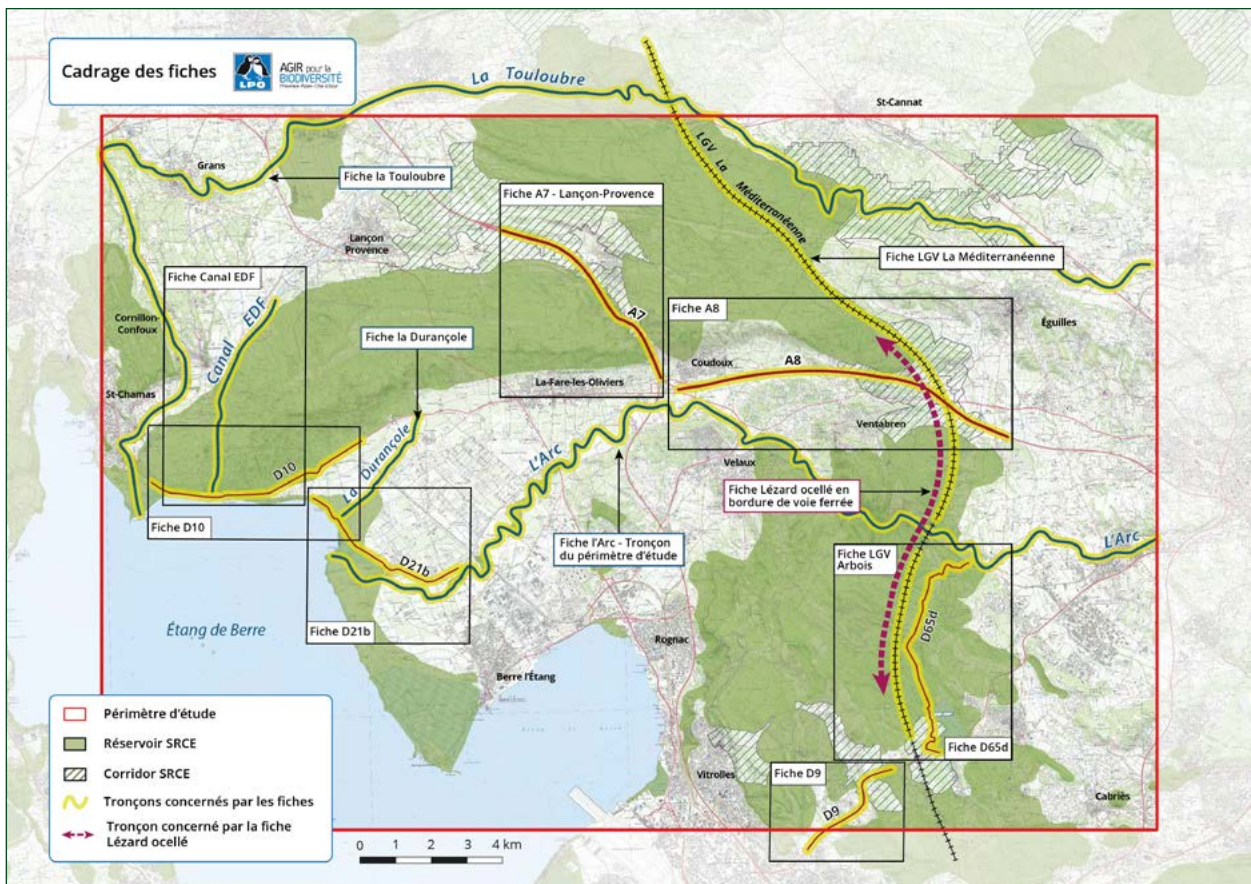 Cadrage des fiches
LPO
AGIR pour la
BIODIVERSITÉ
Provence-Alpes-Côte d'Azur
La Touloubre
St-Cannat
Grans
Fiche la Touloubre
LGV La Méditerranéenne
Fiche A7 - Lançon-Provence
Lançon
Provence
Fiche LGV La Méditerranéenne
Fiche Canal EDF
Cornillon-
Confoux
Canal EDF
A7
Fiche A8
Éguilles
Fiche la Durançole
Coudoux
A8
La-Fare-les-Oliviers
St-Chamas
La Durançole
L'Arc
Ventabren
D10
Velaux
Fiche Lézard ocellé en
bordure de voie ferrée
Fiche D10
Fiche l'Arc - Tronçon
du périmètre d'étude
L'Arc
Fiche LGV
Arbois
D21b
Étang de Berre
Fiche D21b
Rognac
D65d
Berre l'Étang
Fiche D65d
Vitrolles
Fiche D9
Cabriès
D9
Périmètre d'étude
Réservoir SRCE
Corridor SRCE
Tronçons concernés par les fiches
Tronçon concerné par la fiche
Lézard ocellé
0 1 2 3 4 km